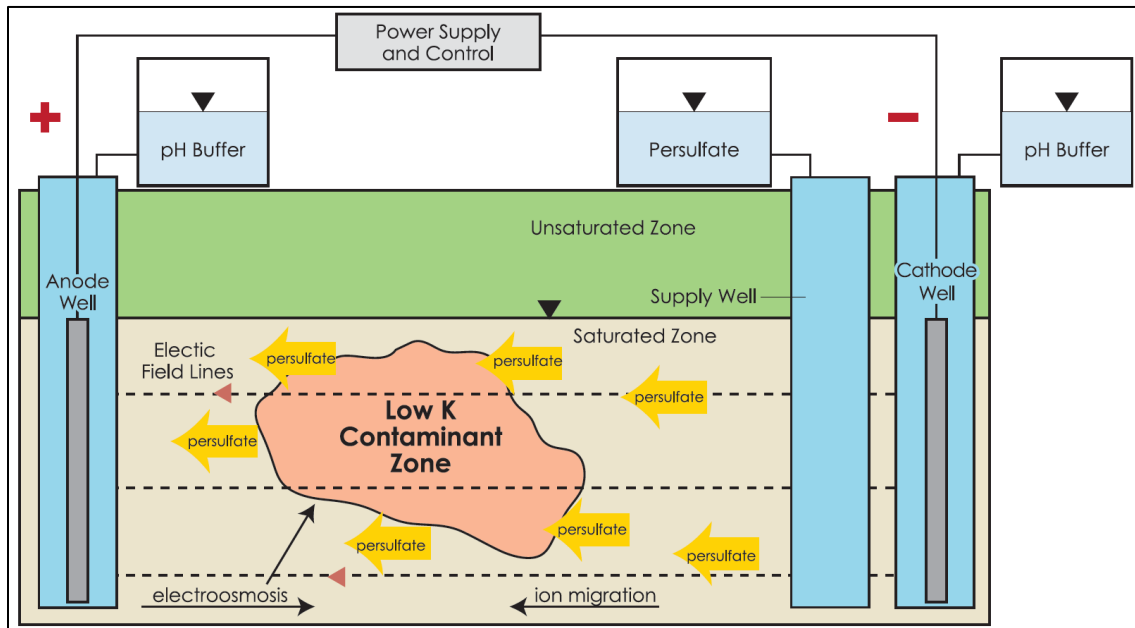 Power Supply
and Control
+
pH Buffer
Persulfate
−
pH Buffer
Unsaturated Zone
Anode
Well
Cathode
Well
Supply Well
Saturated Zone
Electic
Field Lines
persulfate
persulfate
persulfate
persulfate
Low K
Contaminant
Zone
persulfate
persulfate
persulfate
persulfate
electroosmosis
ion migration